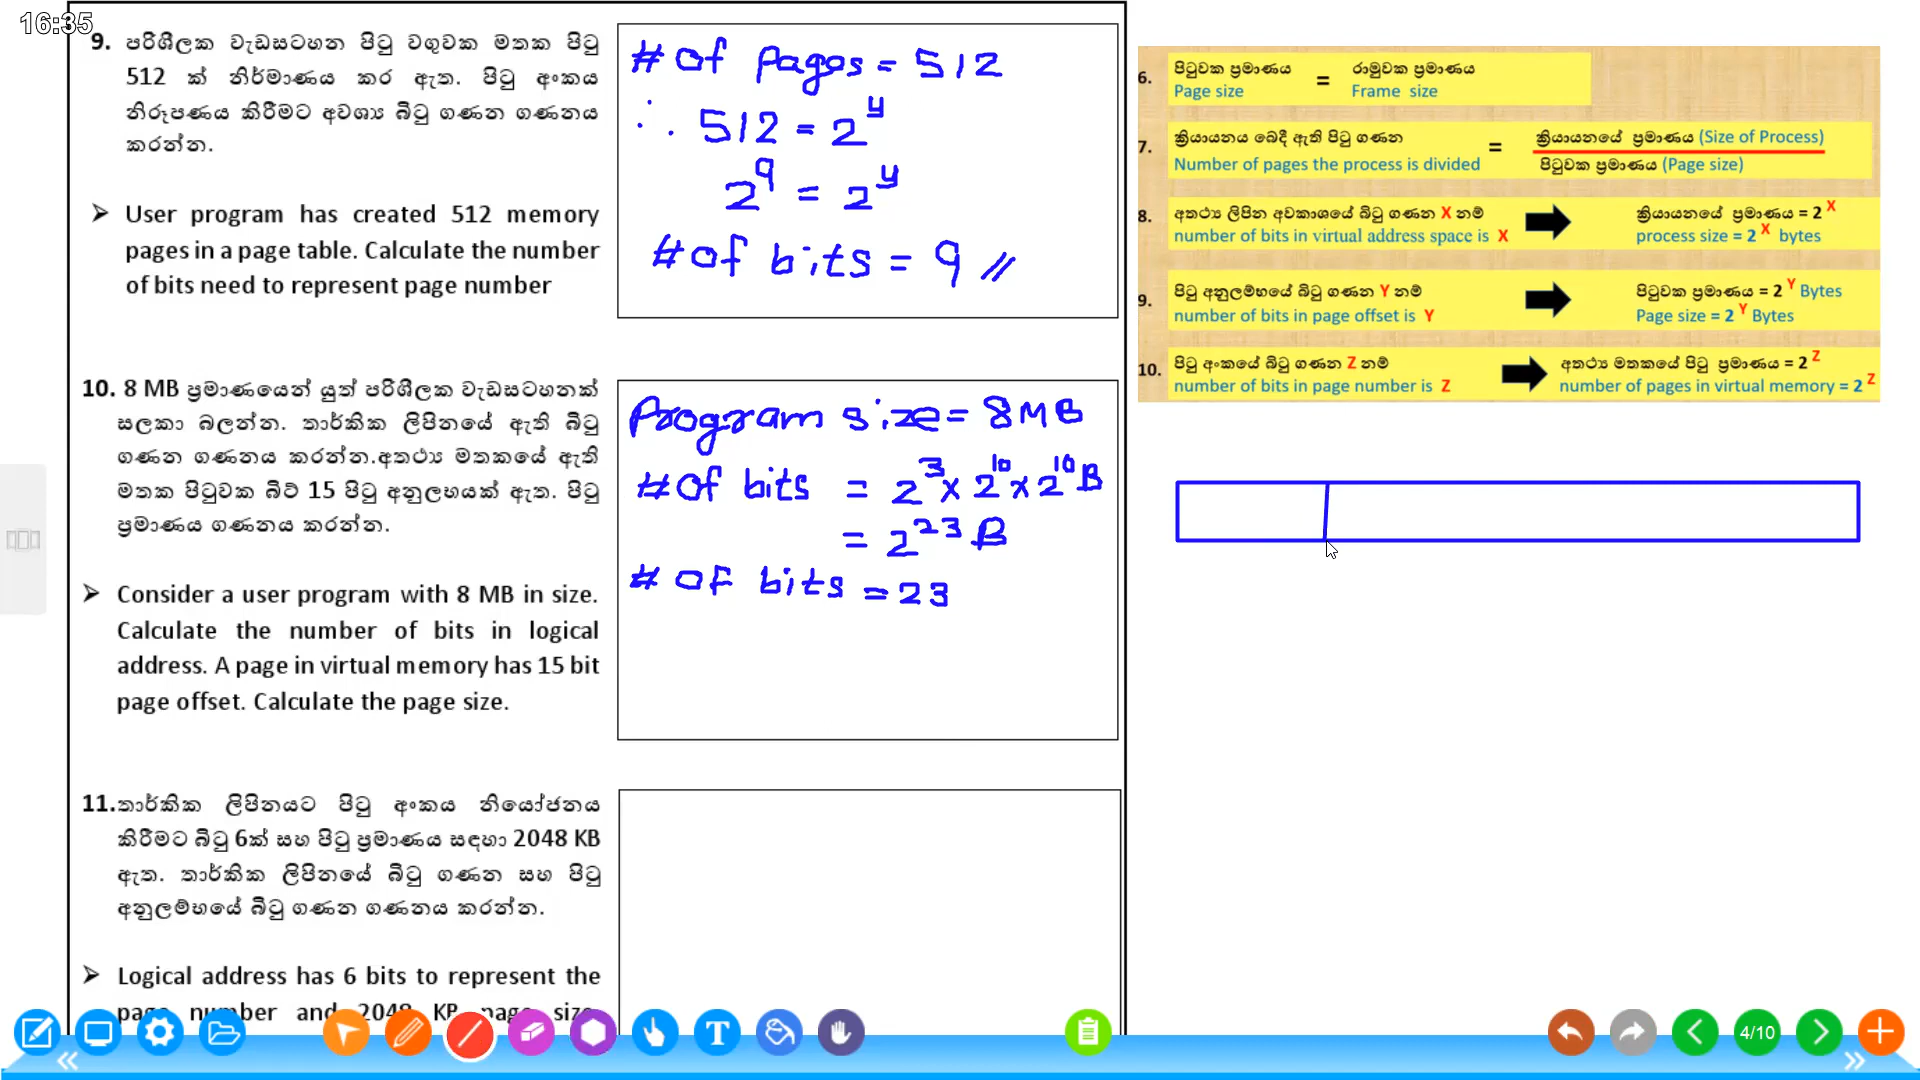 16:35
9. පරිශීලක වැඩසටහන පිටු වගුවක මතක පිටු
512 ක් නිර්මාණය කර ඇත. පිටු අංකය
නිරූපණය කිරීමට අවශ්‍ය බිටු ගණන ගණනය
කරන්න.
➢ User program has created 512 memory
pages in a page table. Calculate the number
of bits need to represent page number
# of pages = 512
∴ 512 = 2^y
2^9 = 2^y
# of bits = 9 //
10. 8 MB ප්‍රමාණයෙන් යුත් පරිශීලක වැඩසටහනක්
සලකා බලන්න. තාර්කික ලිපිනයේ ඇති බිටු
ගණන ගණනය කරන්න.අතථ්‍ය මතකයේ ඇති
මතක පිටුවක බිට් 15 පිටු අනුලභයක් ඇත. පිටු
ප්‍රමාණය ගණනය කරන්න.
➢ Consider a user program with 8 MB in size.
Calculate the number of bits in logical
address. A page in virtual memory has 15 bit
page offset. Calculate the page size.
Program size = 8MB
# of bits = 2^3 x 2^10 x 2^10 B
= 2^23 B
# of bits = 23
11.තාර්කික ලිපිනයට පිටු අංකය නියෝජනය
කිරීමට බිටු 6ක් සහ පිටු ප්‍රමාණය සඳහා 2048 KB
ඇත. තාර්කික ලිපිනයේ බිටු ගණන සහ පිටු
අනුලම්භයේ බිටු ගණන ගණනය කරන්න.
➢ Logical address has 6 bits to represent the
page number and 2048 KB page size.
6. පිටුවක ප්‍රමාණය = රාමුවක ප්‍රමාණය
Page size Frame size
7. ක්‍රියායනය බෙදී ඇති පිටු ගණන = ක්‍රියායනයේ ප්‍රමාණය (Size of Process)
Number of pages the process is divided පිටුවක ප්‍රමාණය (Page size)
8. අතථ්‍ය ලිපින අවකාශයේ බිටු ගණන X නම් ක්‍රියායනයේ ප්‍රමාණය = 2^X
number of bits in virtual address space is X process size = 2^X bytes
9. පිටු අනුලම්භයේ බිටු ගණන Y නම් පිටුවක ප්‍රමාණය = 2^Y Bytes
number of bits in page offset is Y Page size = 2^Y Bytes
10. පිටු අංකයේ බිටු ගණන Z නම් අතථ්‍ය මතකයේ පිටු ප්‍රමාණය = 2^Z
number of bits in page number is Z number of pages in virtual memory = 2^Z
T
4/10